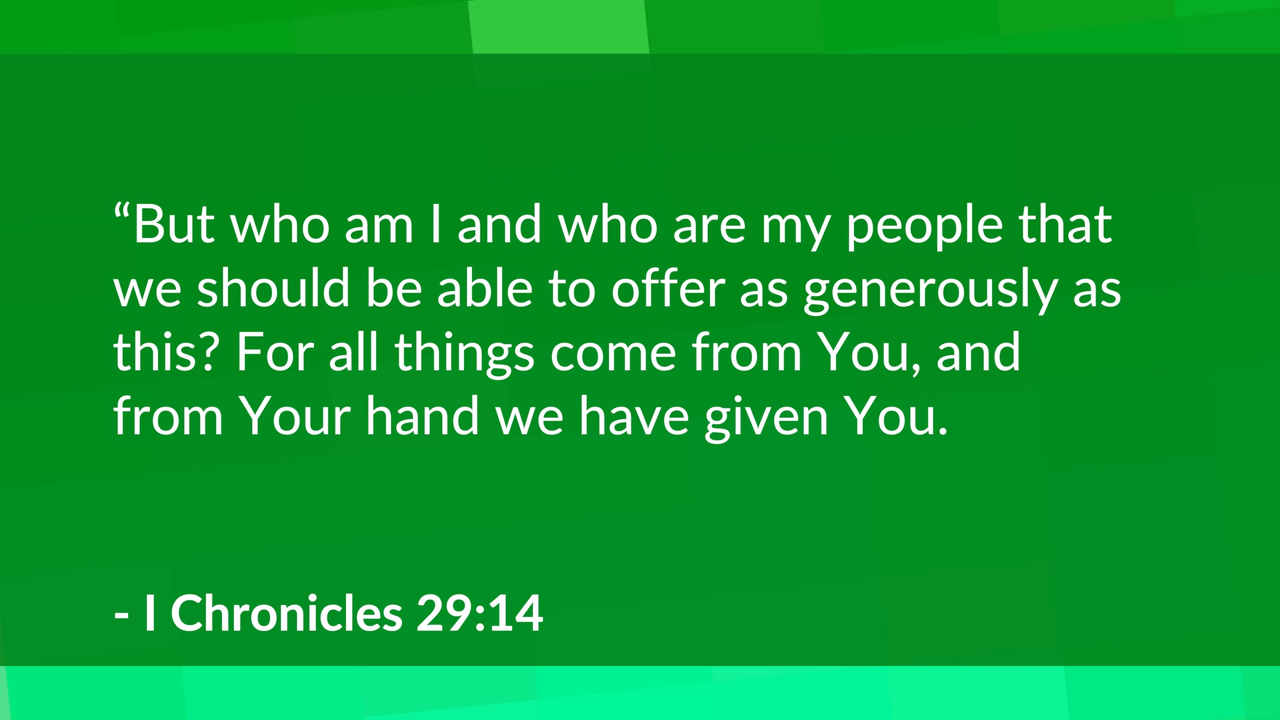 “But who am I and who are my people that
we should be able to offer as generously as
this? For all things come from You, and
from Your hand we have given You.
- I Chronicles 29:14